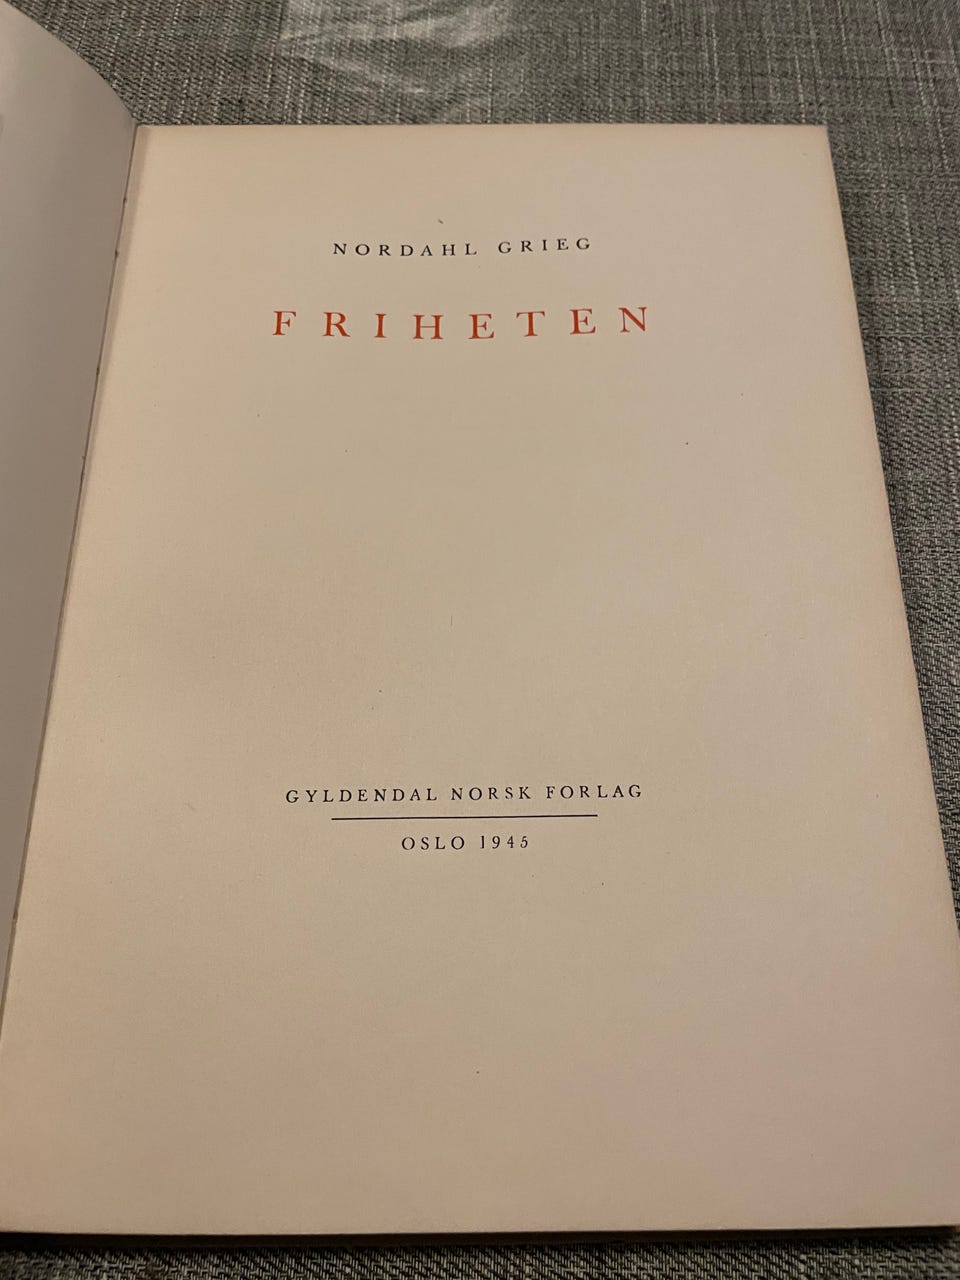 NORDAHL GRIEG
FRIHETEN
GYLDENDAL NORSK FORLAG
OSLO 1945